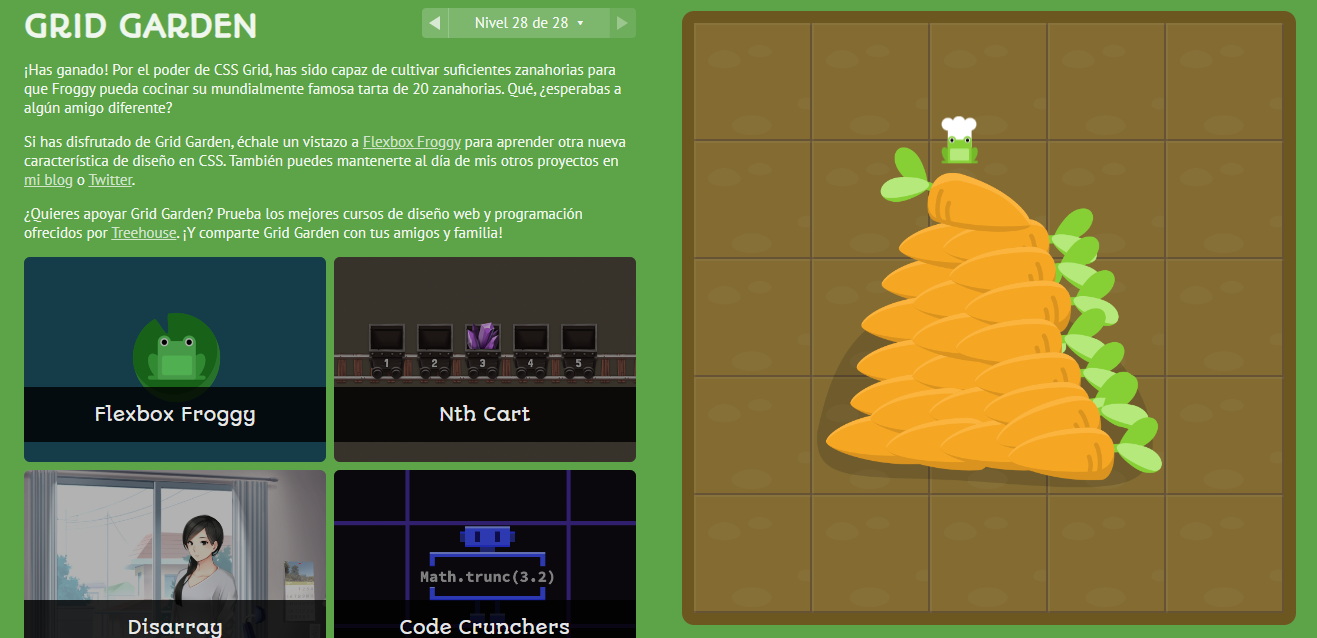 GRID GARDEN
Nivel 28 de 28
¡Has ganado! Por el poder de CSS Grid, has sido capaz de cultivar suficientes zanahorias para
que Froggy pueda cocinar su mundialmente famosa tarta de 20 zanahorias. Qué, ¿esperabas a
algún amigo diferente?
Si has disfrutado de Grid Garden, échale un vistazo a Flexbox Froggy para aprender otra nueva
característica de diseño en CSS. También puedes mantenerte al día de mis otros proyectos en
mi blog o Twitter.
¿Quieres apoyar Grid Garden? Prueba los mejores cursos de diseño web y programación
ofrecidos por Treehouse. ¡Y comparte Grid Garden con tus amigos y familia!
Flexbox Froggy
1 2 3 4 5
Nth Cart
Disarray
Math.trunc(3.2)
Code Crunchers